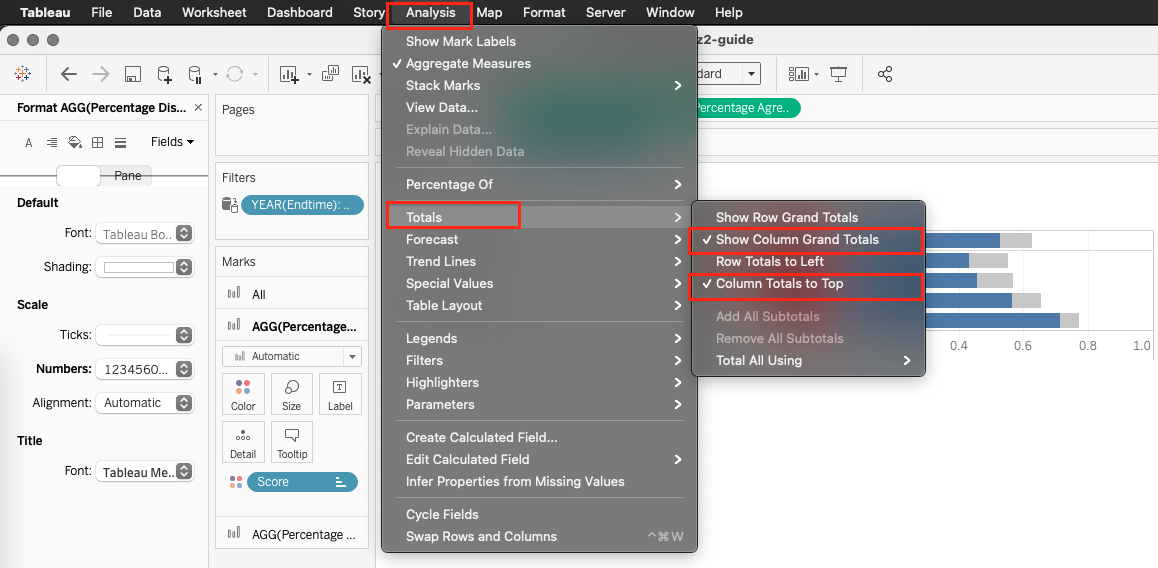 Tableau File Data Worksheet Dashboard Story Analysis Map Format Server Window Help
z2-guide
dard
Format AGG(Percentage Dis... ×
Fields
Pane
Default
Font: Tableau Bo..
Shading:
Scale
Ticks:
Numbers: 1234560...
Alignment: Automatic
Title
Font: Tableau Me..
Pages
Filters
YEAR(Endtime): ..
Marks
All
AGG(Percentage...
Automatic
Color Size Label
Detail Tooltip
Score
AGG(Percentage ...
Show Mark Labels
✓ Aggregate Measures
Stack Marks
View Data...
Explain Data...
Reveal Hidden Data
Percentage Of
Totals
Forecast
Trend Lines
Special Values
Table Layout
Legends
Filters
Highlighters
Parameters
Create Calculated Field...
Edit Calculated Field
Infer Properties from Missing Values
Cycle Fields
Swap Rows and Columns ^⌘W
Percentage Agre..
Show Row Grand Totals
✓ Show Column Grand Totals
Row Totals to Left
✓ Column Totals to Top
Add All Subtotals
Remove All Subtotals
Total All Using
0.4 0.6 0.8 1.0